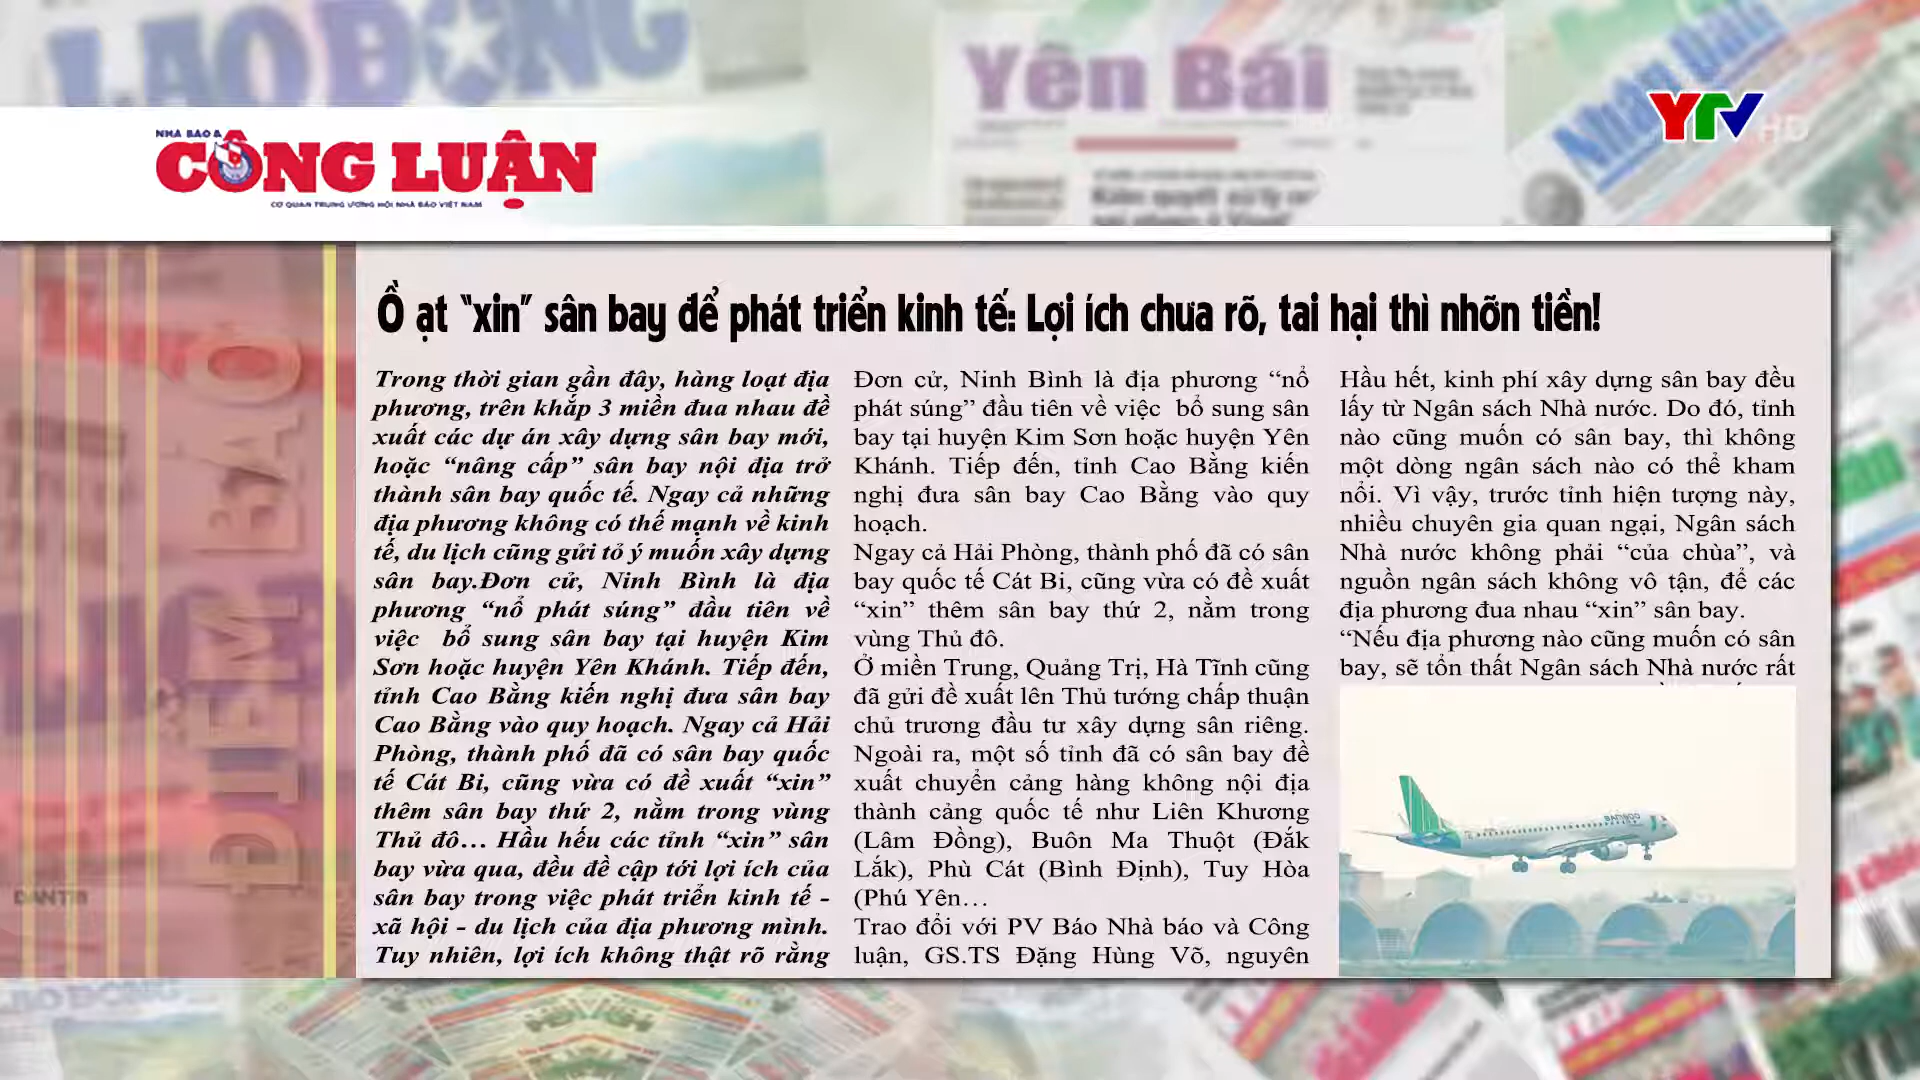 LAO ĐỘNG
Yên Bái
Nhân Dân
YTV HD
NHÀ BÁO &
CÔNG LUẬN
CƠ QUAN TRUNG ƯƠNG HỘI NHÀ BÁO VIỆT NAM
ĐIỂM BÁO
Ồ ạt “xin” sân bay để phát triển kinh tế: Lợi ích chưa rõ, tai hại thì nhỡn tiền!
Trong thời gian gần đây, hàng loạt địa
phương, trên khắp 3 miền đua nhau đề
xuất các dự án xây dựng sân bay mới,
hoặc “nâng cấp” sân bay nội địa trở
thành sân bay quốc tế. Ngay cả những
địa phương không có thế mạnh về kinh
tế, du lịch cũng gửi tỏ ý muốn xây dựng
sân bay.Đơn cử, Ninh Bình là địa
phương “nổ phát súng” đầu tiên về
việc  bổ sung sân bay tại huyện Kim
Sơn hoặc huyện Yên Khánh. Tiếp đến,
tỉnh Cao Bằng kiến nghị đưa sân bay
Cao Bằng vào quy hoạch. Ngay cả Hải
Phòng, thành phố đã có sân bay quốc
tế Cát Bi, cũng vừa có đề xuất “xin”
thêm sân bay thứ 2, nằm trong vùng
Thủ đô… Hầu hếu các tỉnh “xin” sân
bay vừa qua, đều đề cập tới lợi ích của
sân bay trong việc phát triển kinh tế -
xã hội - du lịch của địa phương mình.
Tuy nhiên, lợi ích không thật rõ rằng
Đơn cử, Ninh Bình là địa phương “nổ
phát súng” đầu tiên về việc  bổ sung sân
bay tại huyện Kim Sơn hoặc huyện Yên
Khánh. Tiếp đến, tỉnh Cao Bằng kiến
nghị đưa sân bay Cao Bằng vào quy
hoạch.
Ngay cả Hải Phòng, thành phố đã có sân
bay quốc tế Cát Bi, cũng vừa có đề xuất
“xin” thêm sân bay thứ 2, nằm trong
vùng Thủ đô.
Ở miền Trung, Quảng Trị, Hà Tĩnh cũng
đã gửi đề xuất lên Thủ tướng chấp thuận
chủ trương đầu tư xây dựng sân riêng.
Ngoài ra, một số tỉnh đã có sân bay đề
xuất chuyển cảng hàng không nội địa
thành cảng quốc tế như Liên Khương
(Lâm Đồng), Buôn Ma Thuột (Đắk
Lắk), Phù Cát (Bình Định), Tuy Hòa
(Phú Yên…
Trao đổi với PV Báo Nhà báo và Công
luận, GS.TS Đặng Hùng Võ, nguyên
Hầu hết, kinh phí xây dựng sân bay đều
lấy từ Ngân sách Nhà nước. Do đó, tỉnh
nào cũng muốn có sân bay, thì không
một dòng ngân sách nào có thể kham
nổi. Vì vậy, trước tỉnh hiện tượng này,
nhiều chuyên gia quan ngại, Ngân sách
Nhà nước không phải “của chùa”, và
nguồn ngân sách không vô tận, để các
địa phương đua nhau “xin” sân bay.
“Nếu địa phương nào cũng muốn có sân
bay, sẽ tổn thất Ngân sách Nhà nước rất
BAMBOO
DANTRI
LAO ĐỘNG